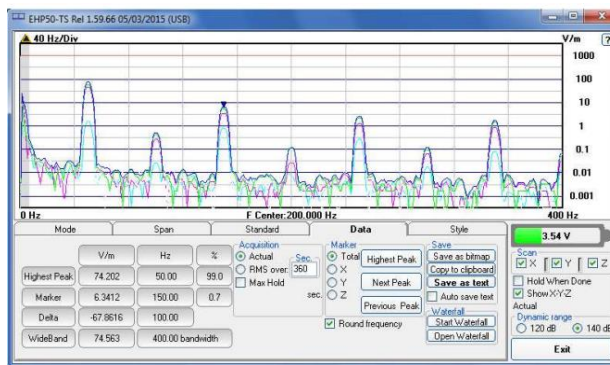 EHP50-TS Rel 1.59.66 05/03/2015 (USB)
40 Hz/Div
V/m
?
1000
100
10
1
0.1
0.01
0.001
0 Hz
F Center:200.000 Hz
400 Hz
Mode Span Standard Data Style
V/m Hz %
Highest Peak 74.202 50.00 99.0
Marker 6.3412 150.00 0.7
Delta -67.8616 100.00
WideBand 74.563 400.00 bandwidth
Acquisition
Actual
RMS over:
Sec.
360
Max Hold
sec.
Marker
Total
X
Y
Z
Highest Peak
Next Peak
Previous Peak
Round frequency
Save
Save as bitmap
Copy to clipboard
Save as text
Auto save text
Waterfall
Start Waterfall
Open Waterfall
3.54 V
Scan
X Y Z
Hold When Done
Show X-Y-Z
Actual
Dynamic range
120 dB 140 dB
Exit